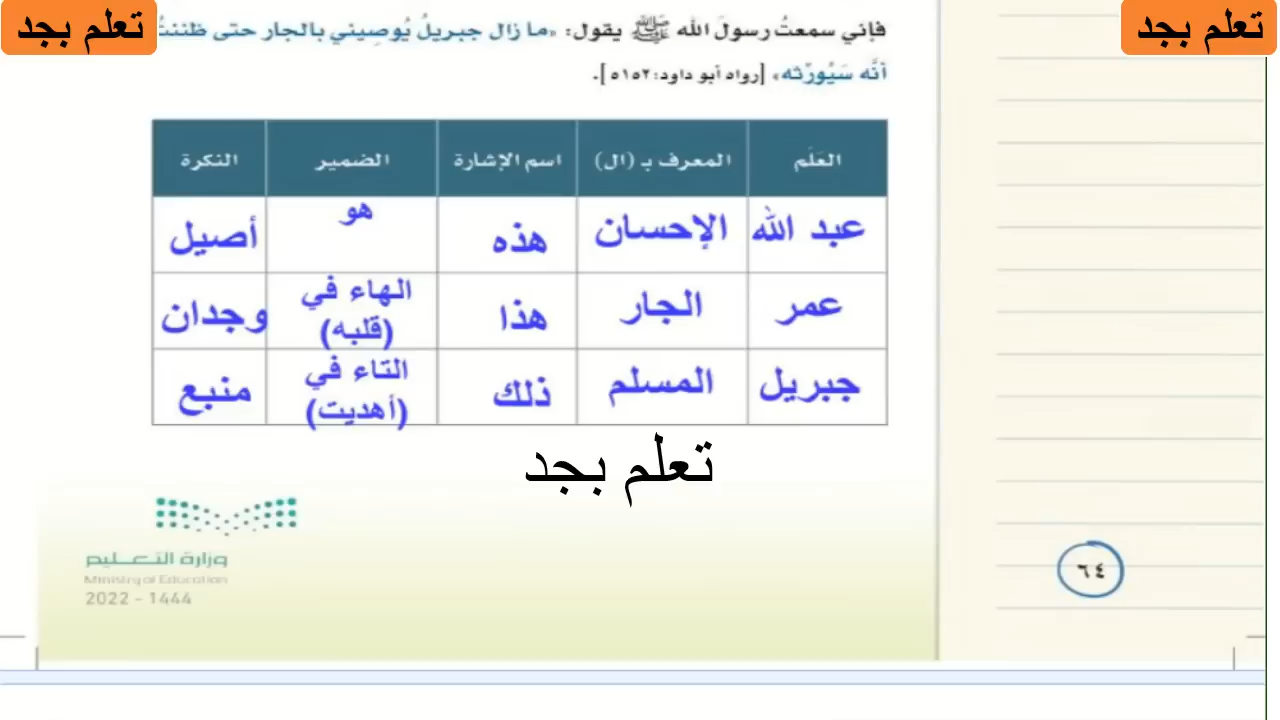 تعلم بجد
تعلم بجد
فإني سمعتُ رسولَ الله ﷺ يقول: «ما زال جبريلُ يُوصِيني بالجار حتى ظننتُ
أنَّه سَيُورّثه» [رواه أبو داود: ٥١٥٢].
العَلَم المعرف بـ (ال) اسم الإشارة الضمير النكرة
عبد الله الإحسان هذه هو أصيل
عمر الجار هذا الهاء في (قلبه) وجدان
جبريل المسلم ذلك التاء في (أهديت) منبع
تعلم بجد
وزارة التعـــليم
Ministry of Education
2022 - 1444
٦٤